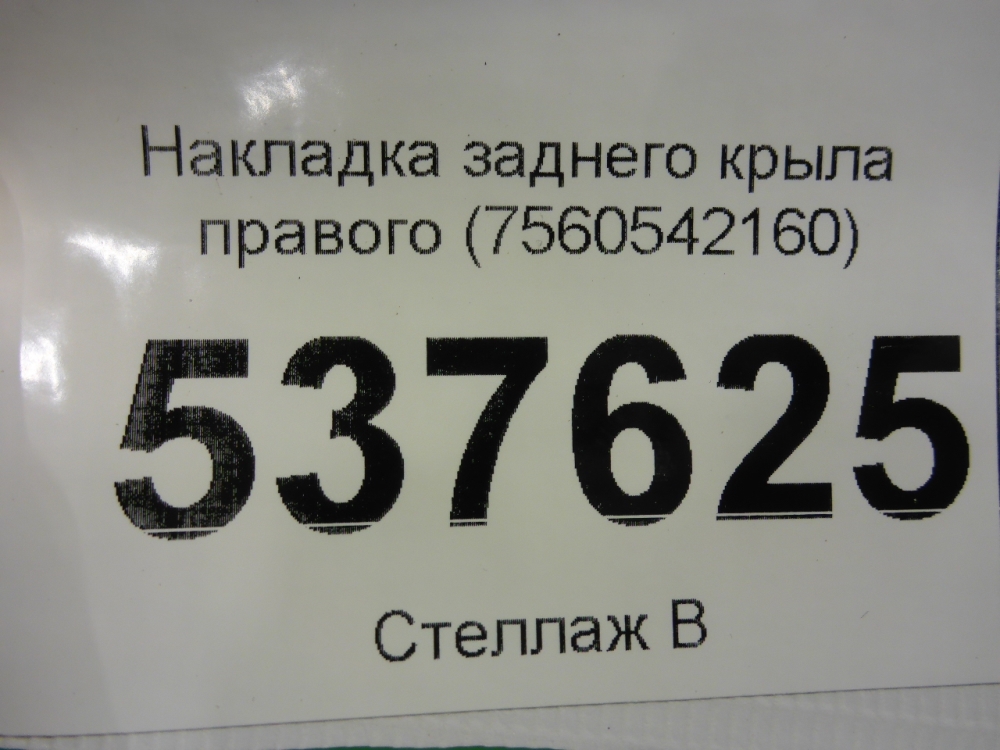 Накладка заднего крыла
правого (7560542160)
537625
Стеллаж В